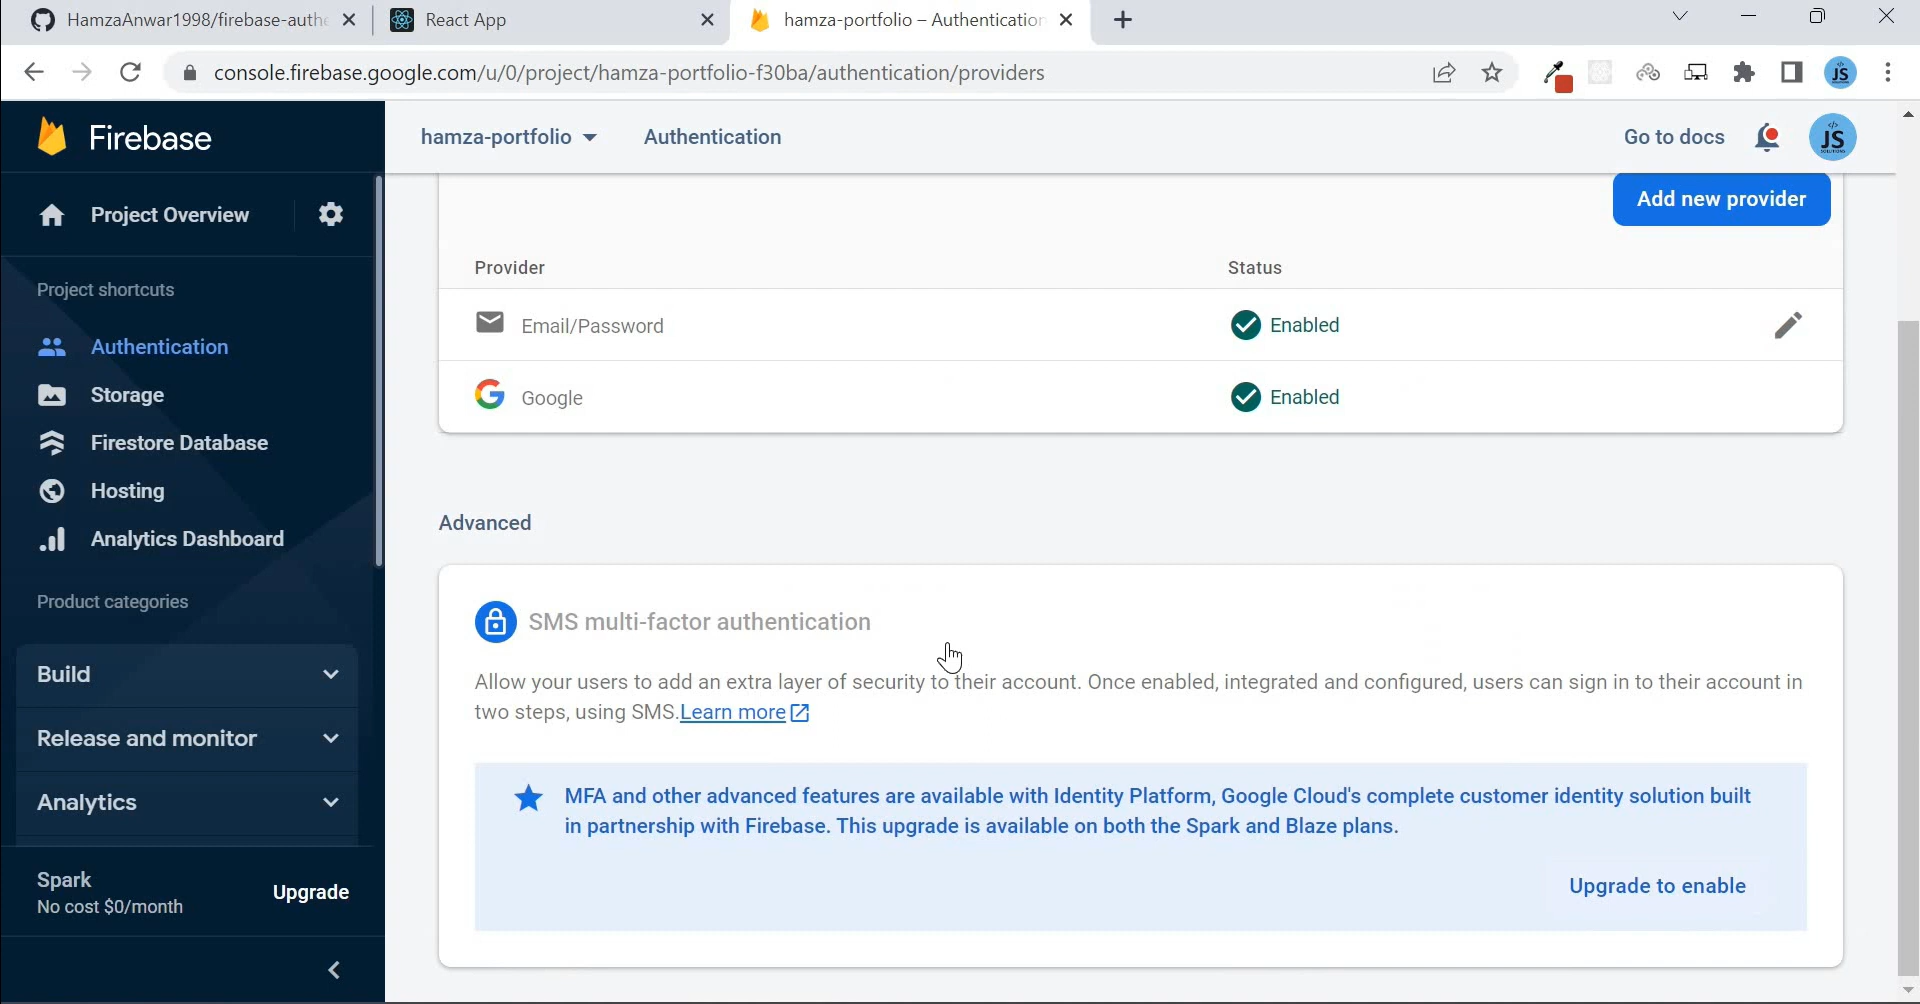 HamzaAnwar1998/firebase-authe
React App
hamza-portfolio – Authentication
console.firebase.google.com/u/0/project/hamza-portfolio-f30ba/authentication/providers
JS
Firebase
hamza-portfolio
Authentication
Go to docs
JS
Project Overview
Add new provider
Project shortcuts
Provider
Status
Email/Password
Enabled
Authentication
Storage
Google
Enabled
Firestore Database
Hosting
Analytics Dashboard
Advanced
Product categories
SMS multi-factor authentication
Build
Allow your users to add an extra layer of security to their account. Once enabled, integrated and configured, users can sign in to their account in
two steps, using SMS.Learn more
Release and monitor
Analytics
MFA and other advanced features are available with Identity Platform, Google Cloud's complete customer identity solution built
in partnership with Firebase. This upgrade is available on both the Spark and Blaze plans.
Spark
No cost $0/month
Upgrade
Upgrade to enable